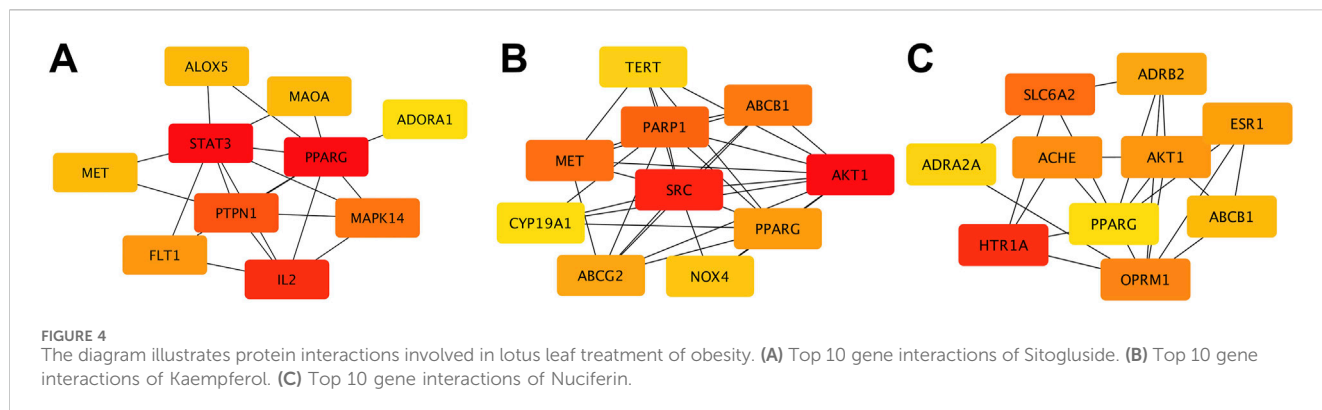 A
ALOX5
MAOA
ADORA1
STAT3
PPARG
MET
PTPN1
MAPK14
FLT1
IL2
B
TERT
ABCB1
PARP1
MET
AKT1
SRC
CYP19A1
PPARG
ABCG2
NOX4
C
ADRB2
SLC6A2
ESR1
ACHE
AKT1
ADRA2A
ABCB1
PPARG
HTR1A
OPRM1
FIGURE 4
The diagram illustrates protein interactions involved in lotus leaf treatment of obesity. (A) Top 10 gene interactions of Sitogluside. (B) Top 10 gene
interactions of Kaempferol. (C) Top 10 gene interactions of Nuciferin.